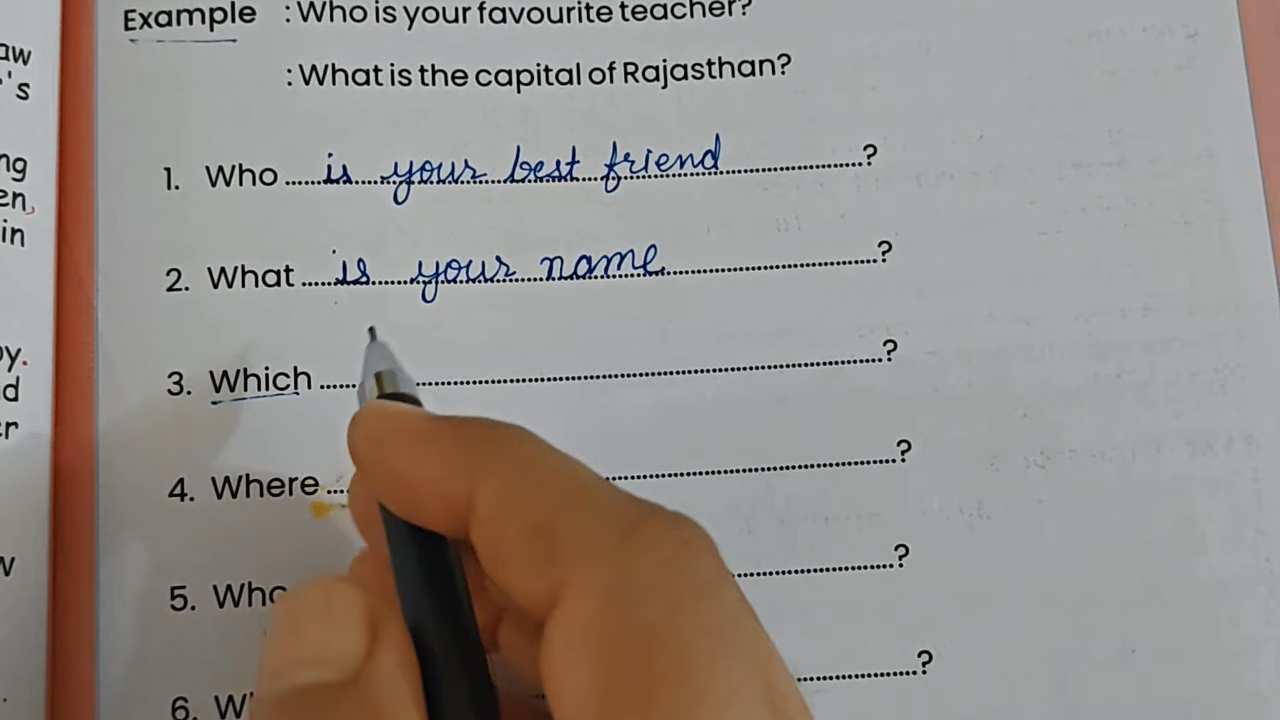 Example : Who is your favourite teacher?
: What is the capital of Rajasthan?
1. Who ...... is your best friend ......?
2. What ...... is your name ......?
3. Which ......?
4. Where ......?
5. ......?
6. ......?